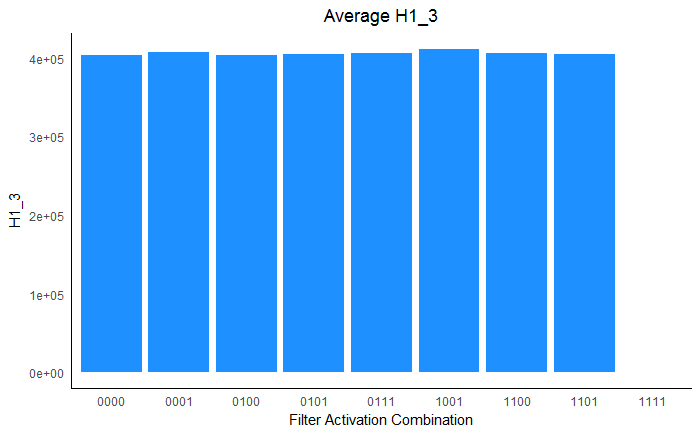 Average H1_3
H1_3
4e+05
3e+05
2e+05
1e+05
0e+00
0000 0001 0100 0101 0111 1001 1100 1101 1111
Filter Activation Combination